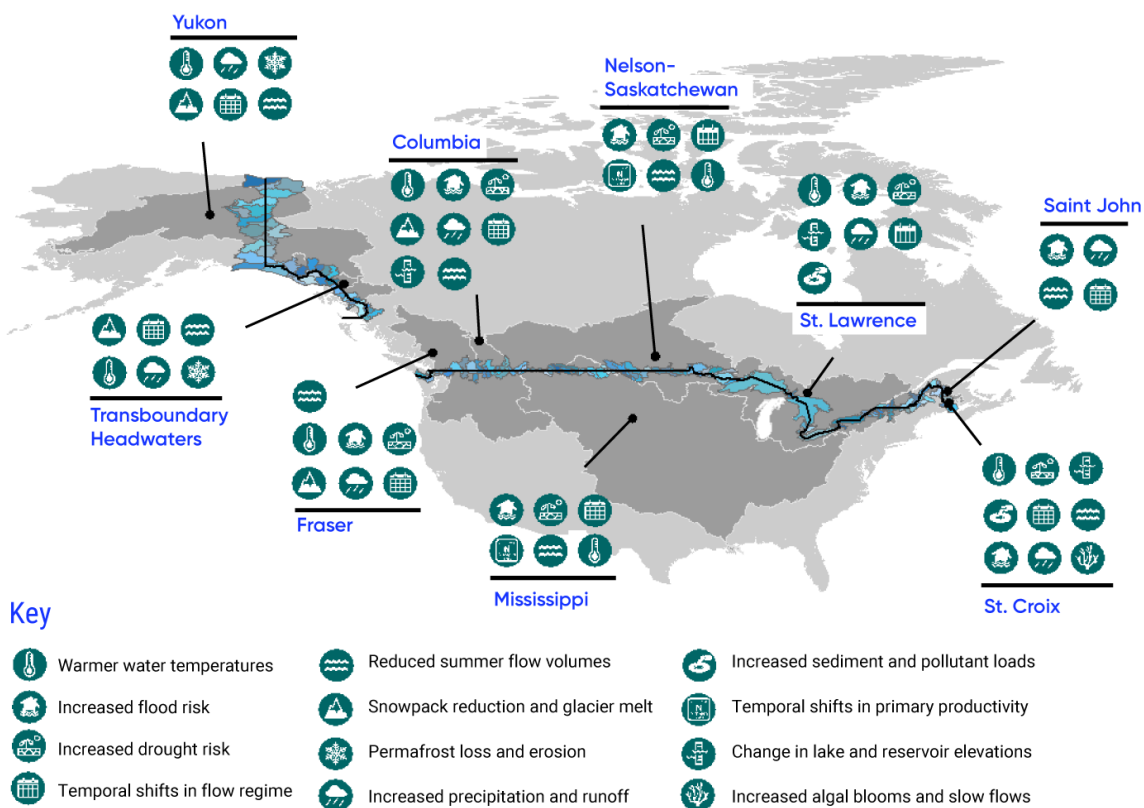 Yukon
Nelson-
Saskatchewan
Columbia
Saint John
St. Lawrence
Transboundary
Headwaters
Fraser
Mississippi
St. Croix
Key
Warmer water temperatures
Increased flood risk
Increased drought risk
Temporal shifts in flow regime
Reduced summer flow volumes
Snowpack reduction and glacier melt
Permafrost loss and erosion
Increased precipitation and runoff
Increased sediment and pollutant loads
N
Temporal shifts in primary productivity
Change in lake and reservoir elevations
Increased algal blooms and slow flows